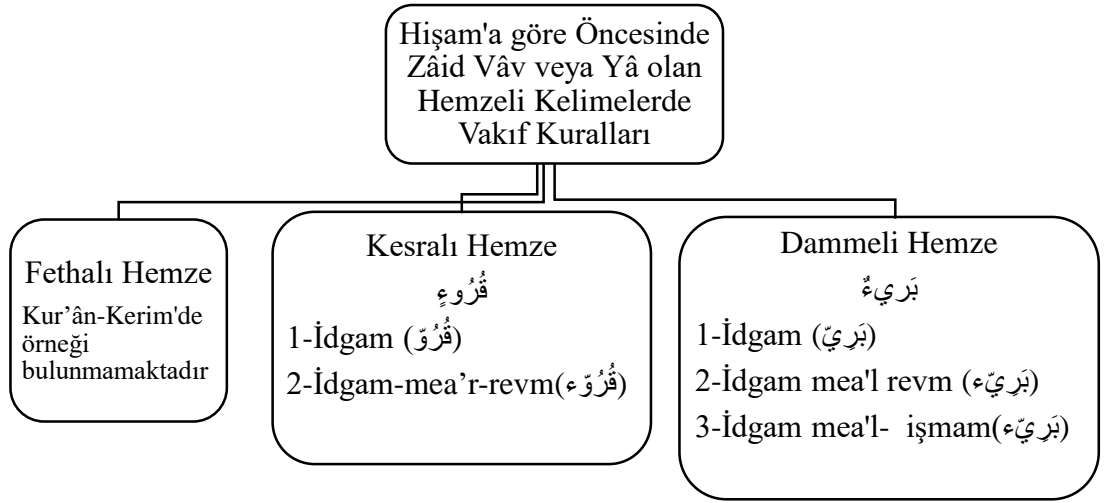 Hişam'a göre Öncesinde
Zâid Vâv veya Yâ olan
Hemzeli Kelimelerde
Vakıf Kuralları
Fethalı Hemze
Kur’ân-Kerim'de
örneği
bulunmamaktadır
Kesralı Hemze
قُرُوءٍ
1-İdgam (قُرُوّ)
2-İdgam-mea’r-revm(قُرُوّء)
Dammeli Hemze
بَريءٌ
1-İdgam (بَرِيّ)
2-İdgam mea'l revm (بَرِيّء)
3-İdgam mea'l- işmam(بَرِيّء)